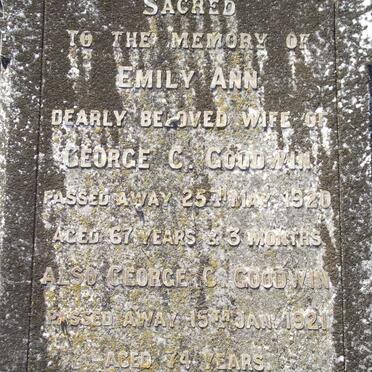 SACRED
TO THE MEMORY OF
EMILY ANN
DEARLY BELOVED WIFE OF
GEORGE C. GOODWIN
PASSED AWAY 25TH MAY 1920
AGED 67 YEARS & 3 MONTHS
ALSO GEORGE C. GOODWIN
PASSED AWAY 15TH JAN. 1921
AGED 74 YEARS.